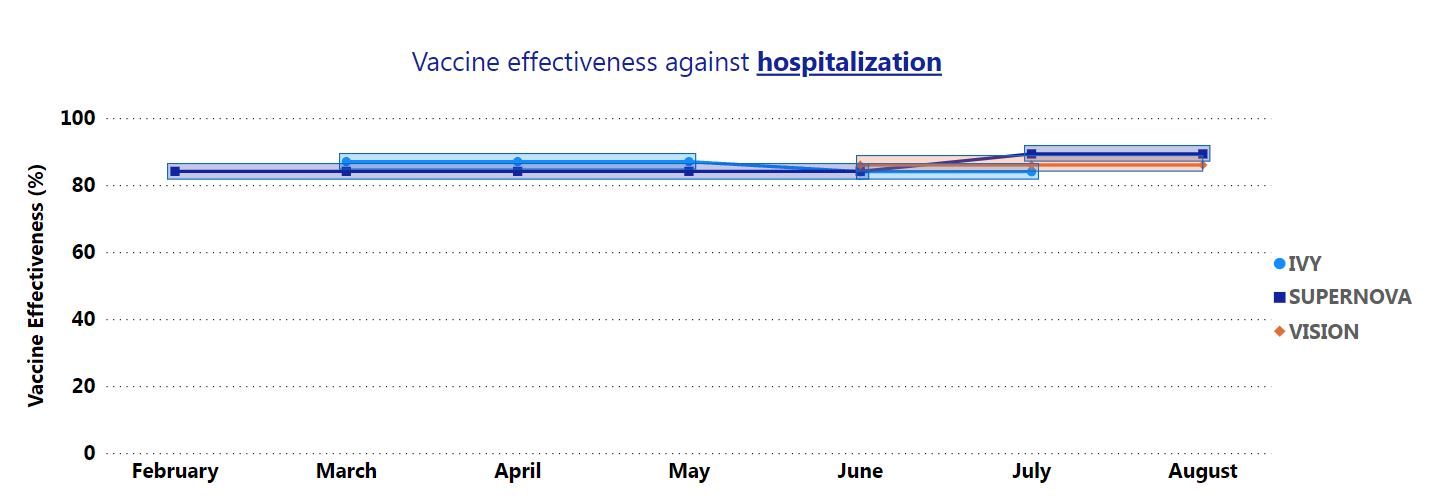 Vaccine effectiveness against hospitalization
100
80
60
40
20
0
Vaccine Effectiveness (%)
February March April May June July August
IVY
SUPERNOVA
VISION